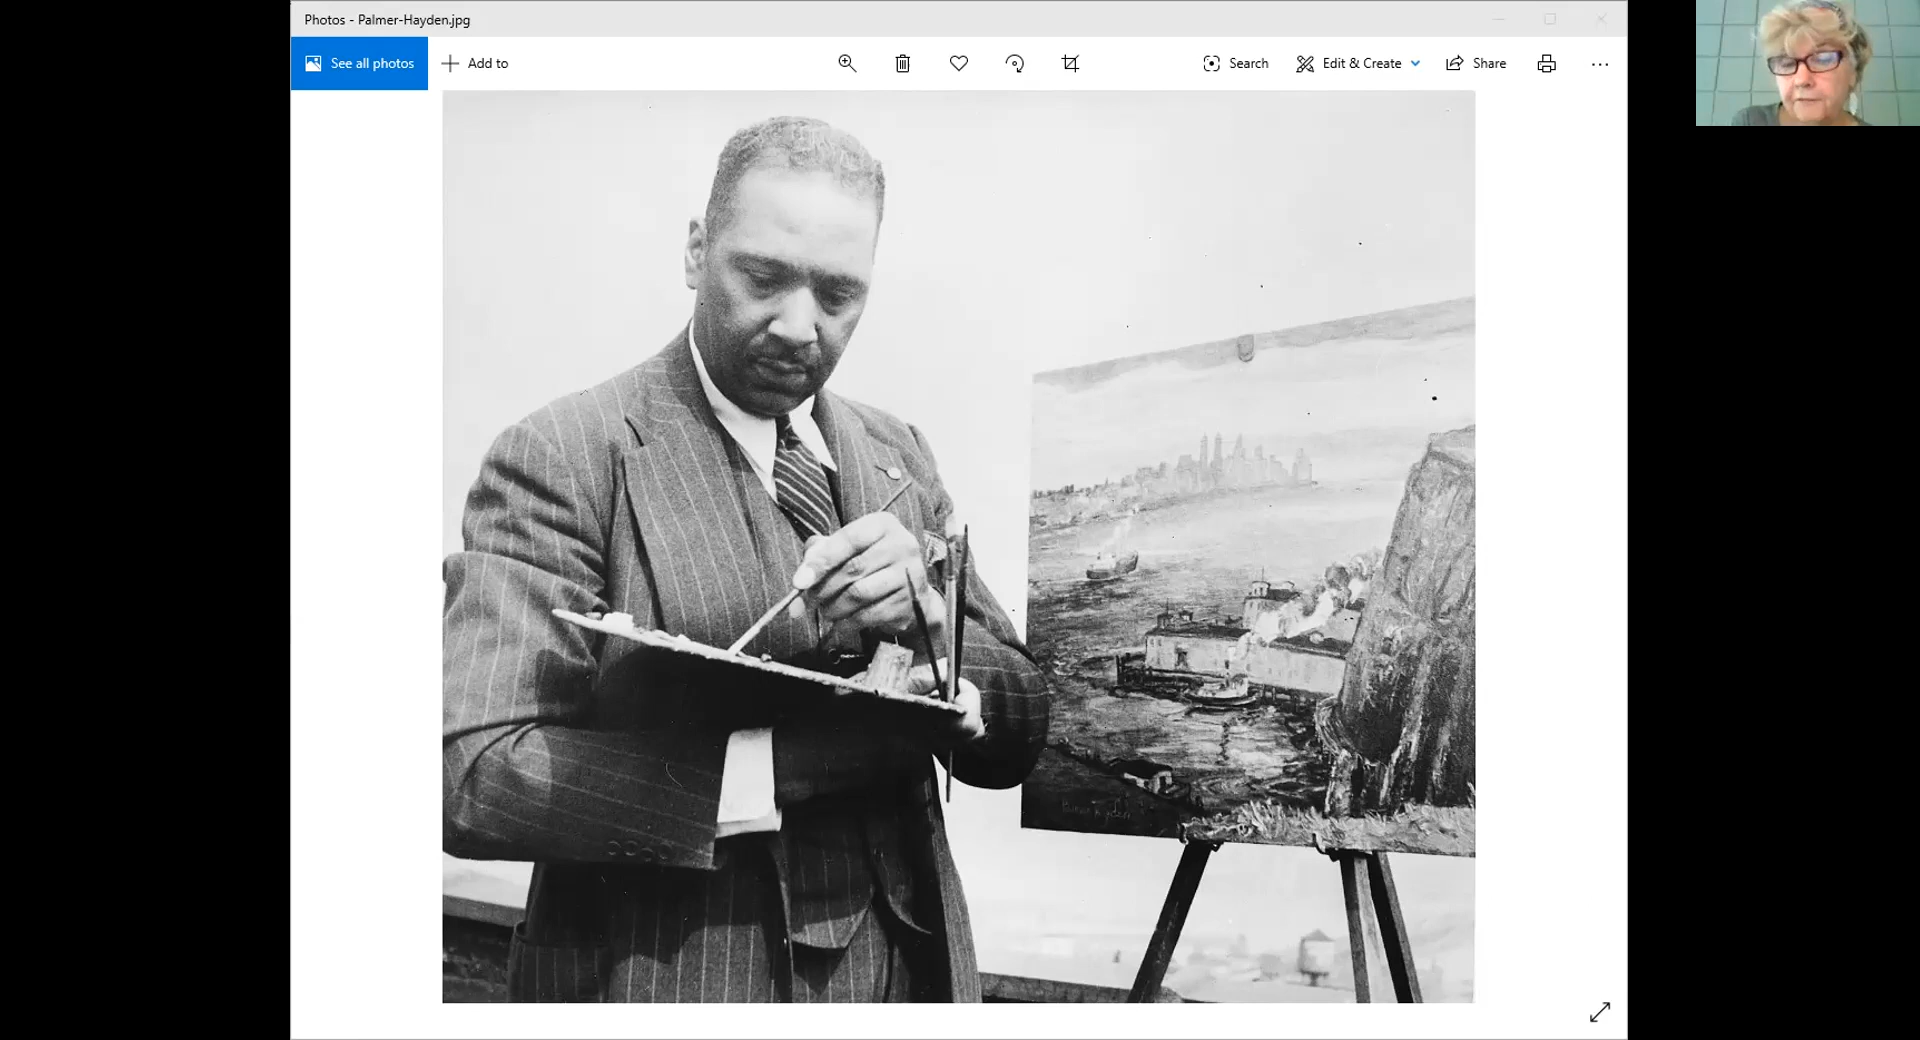 Photos - Palmer-Hayden.jpg
See all photos
Add to
Search
Edit & Create
Share